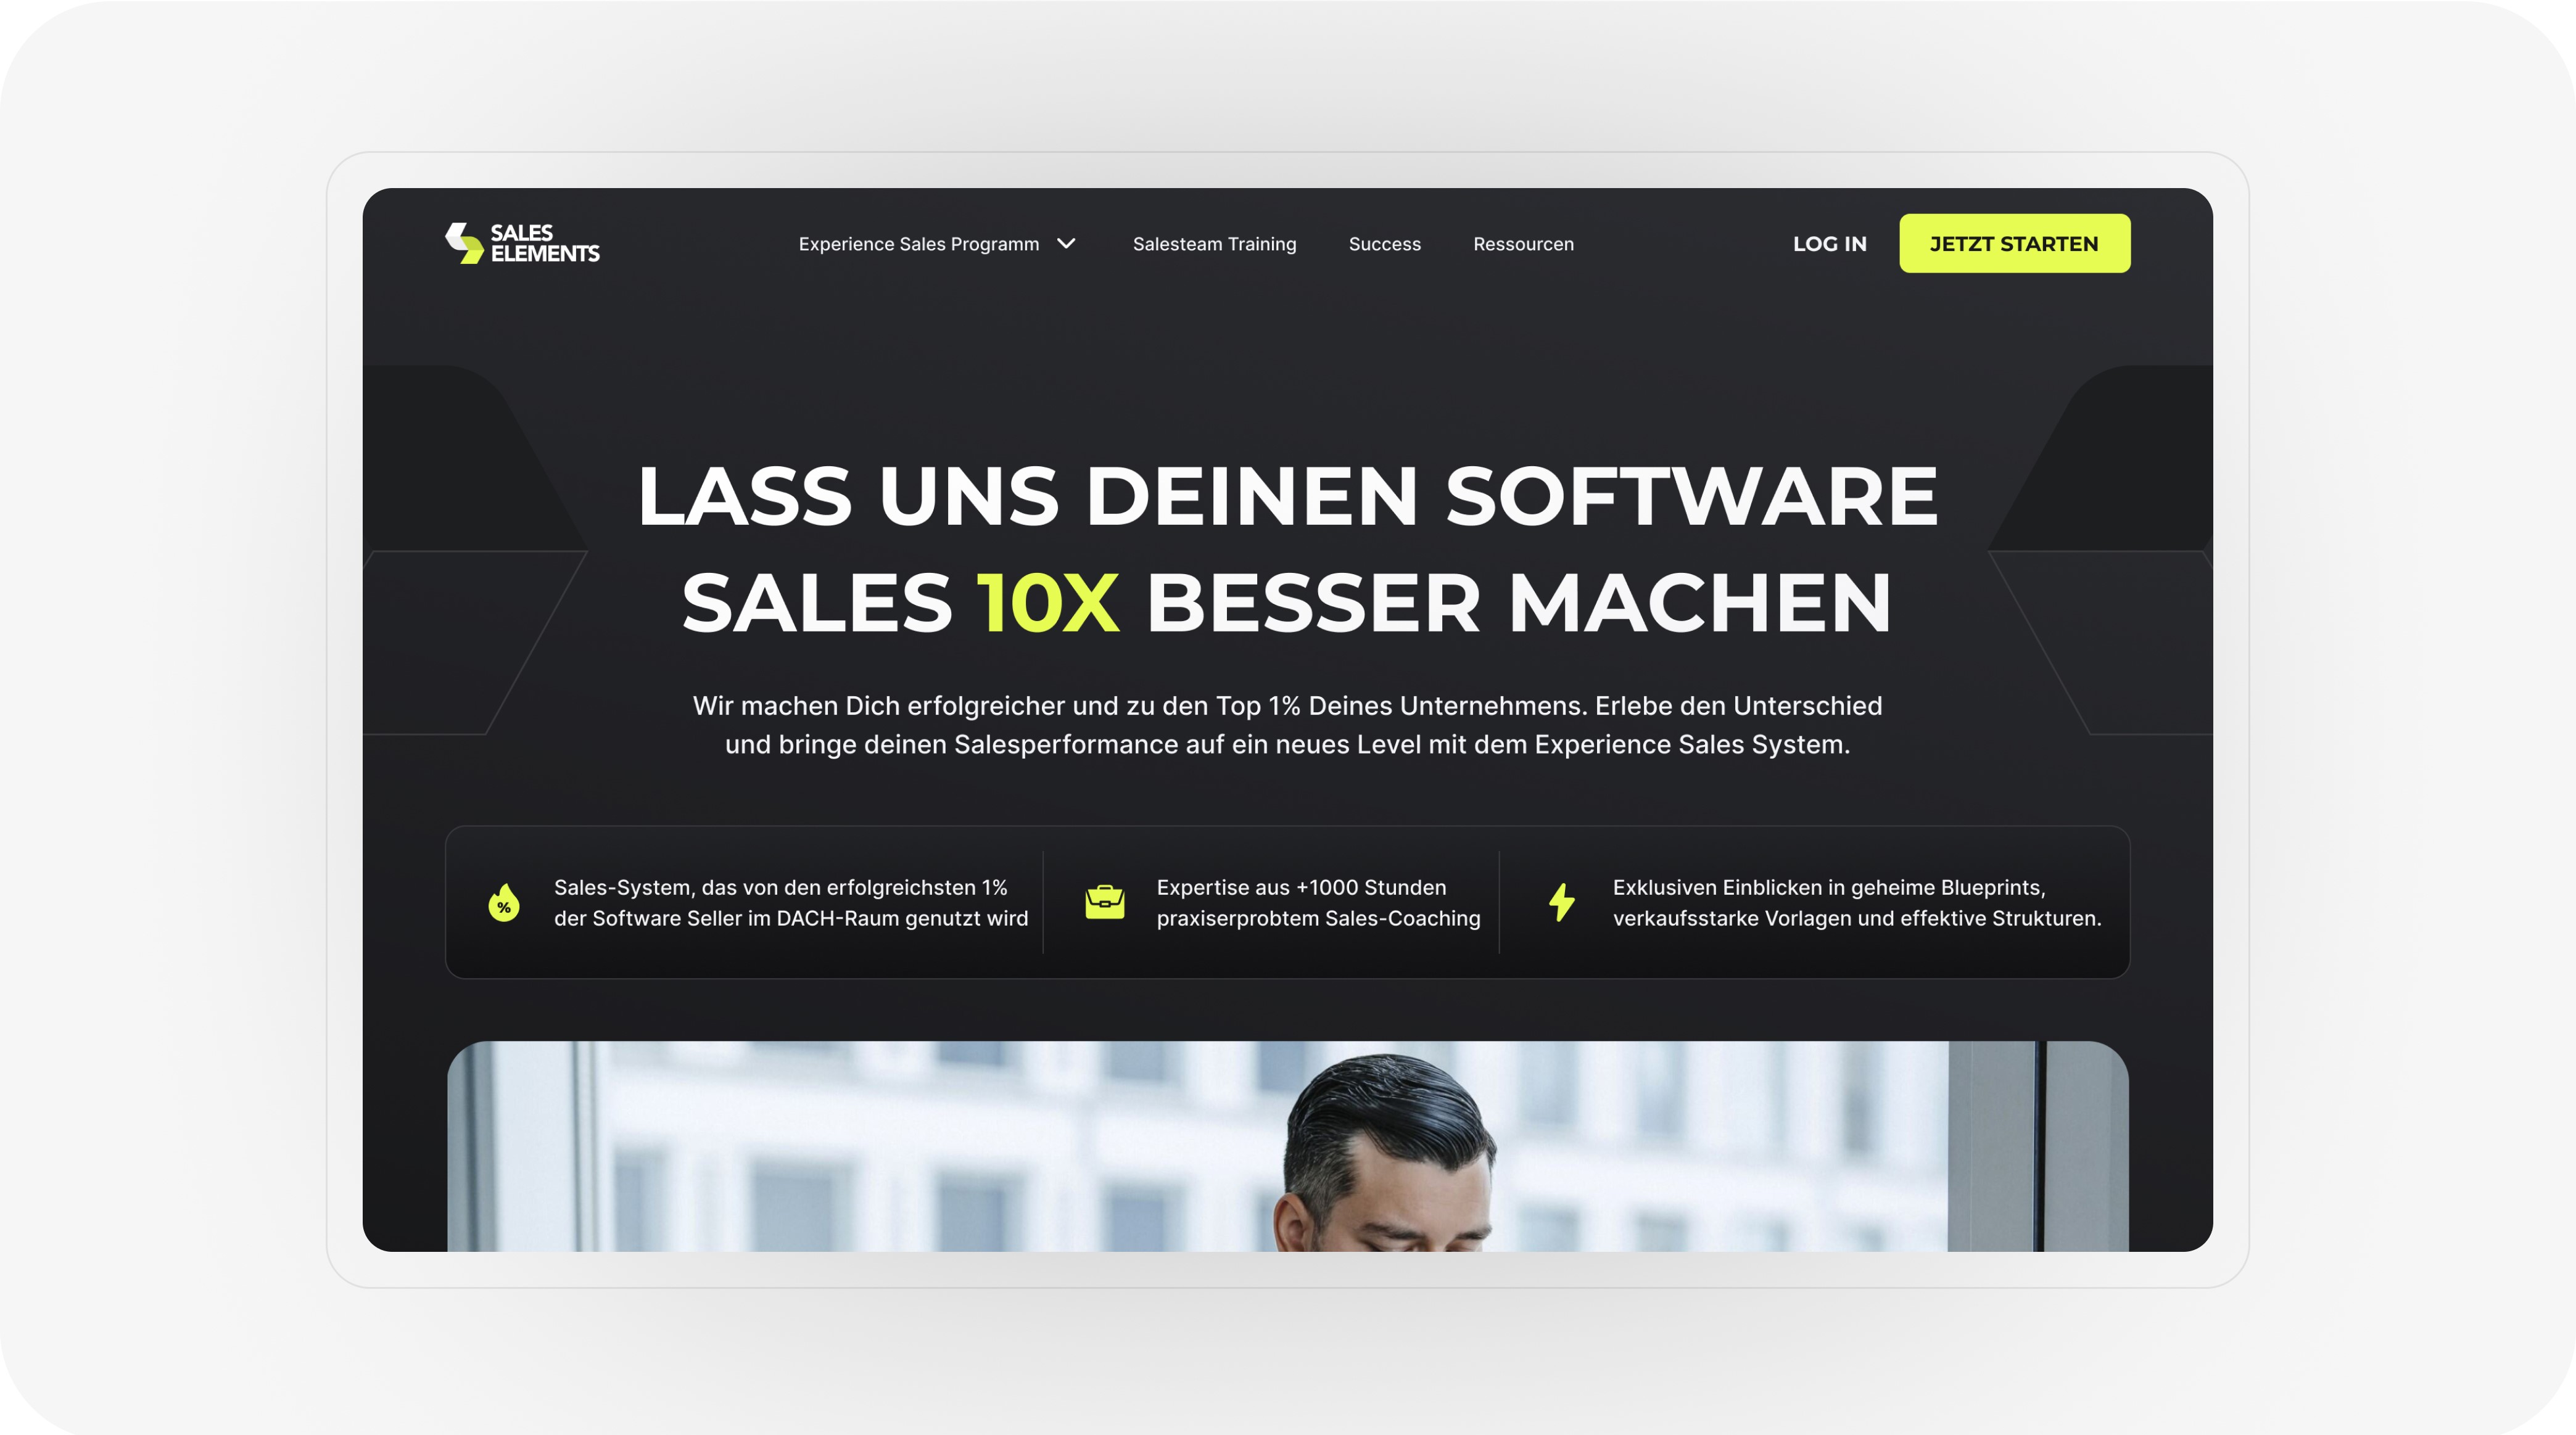 SALES
ELEMENTS
Experience Sales Programm
Salesteam Training
Success
Ressourcen
LOG IN
JETZT STARTEN
LASS UNS DEINEN SOFTWARE
SALES 10X BESSER MACHEN
Wir machen Dich erfolgreicher und zu den Top 1% Deines Unternehmens. Erlebe den Unterschied
und bringe deinen Salesperformance auf ein neues Level mit dem Experience Sales System.
%
Sales-System, das von den erfolgreichsten 1%
der Software Seller im DACH-Raum genutzt wird
Expertise aus +1000 Stunden
praxiserprobtem Sales-Coaching
Exklusiven Einblicken in geheime Blueprints,
verkaufsstarke Vorlagen und effektive Strukturen.